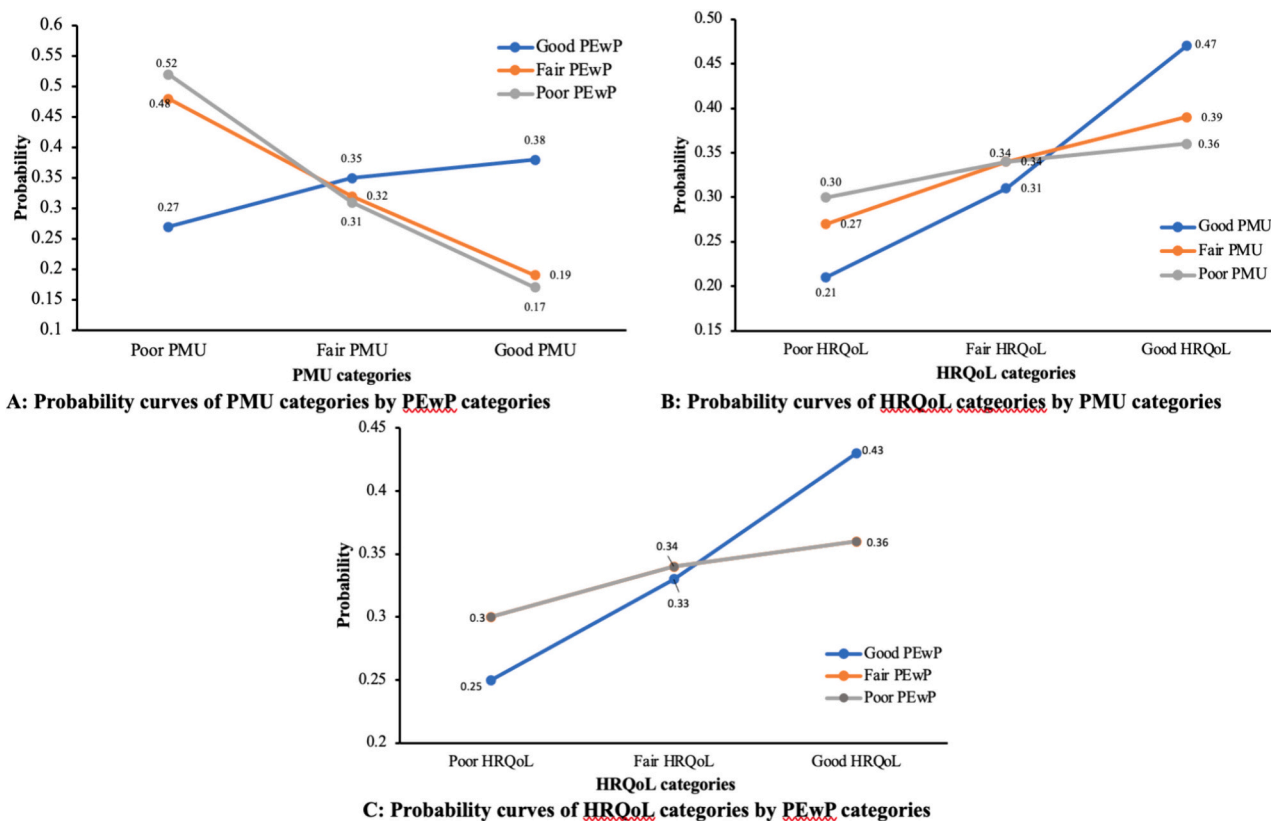 0.6
0.55
0.5
0.45
0.4
0.35
0.3
0.25
0.2
0.15
0.1
Probability
0.52
0.48
0.27
0.35
0.32
0.31
0.38
0.19
0.17
Good PEwP
Fair PEwP
Poor PEwP
Poor PMU Fair PMU Good PMU
PMU categories
A: Probability curves of PMU categories by PEwP categories
0.50
0.45
0.40
0.35
0.30
0.25
0.20
0.15
Probability
0.30
0.27
0.21
0.34
0.34
0.31
0.47
0.39
0.36
Good PMU
Fair PMU
Poor PMU
Poor HRQoL Fair HRQoL Good HRQoL
HRQoL categories
B: Probability curves of HRQoL catgeories by PMU categories
0.45
0.4
0.35
0.3
0.25
0.2
Probability
0.3
0.25
0.34
0.33
0.43
0.36
Good PEwP
Fair PEwP
Poor PEwP
Poor HRQoL Fair HRQoL Good HRQoL
HRQoL categories
C: Probability curves of HRQoL categories by PEwP categories